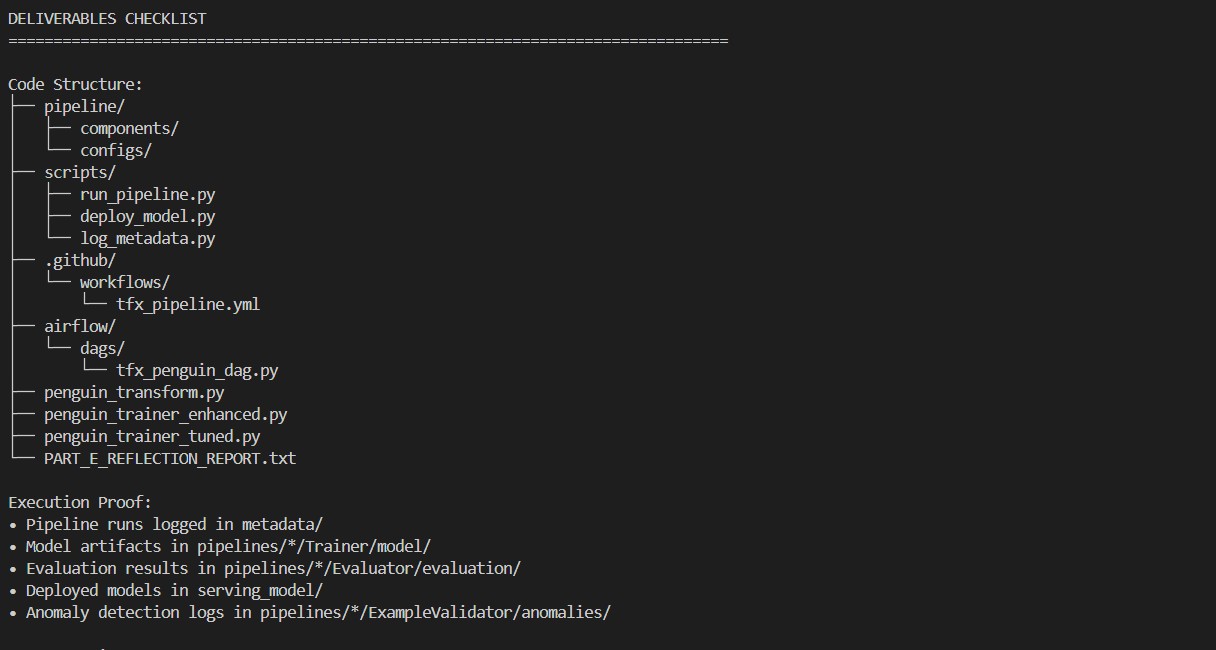 DELIVERABLES CHECKLIST
================================================================================
Code Structure:
├── pipeline/
│   ├── components/
│   └── configs/
├── scripts/
│   ├── run_pipeline.py
│   ├── deploy_model.py
│   └── log_metadata.py
├── .github/
│   └── workflows/
│       └── tfx_pipeline.yml
├── airflow/
│   └── dags/
│       └── tfx_penguin_dag.py
├── penguin_transform.py
├── penguin_trainer_enhanced.py
├── penguin_trainer_tuned.py
└── PART_E_REFLECTION_REPORT.txt
Execution Proof:
• Pipeline runs logged in metadata/
• Model artifacts in pipelines/*/Trainer/model/
• Evaluation results in pipelines/*/Evaluator/evaluation/
• Deployed models in serving_model/
• Anomaly detection logs in pipelines/*/ExampleValidator/anomalies/